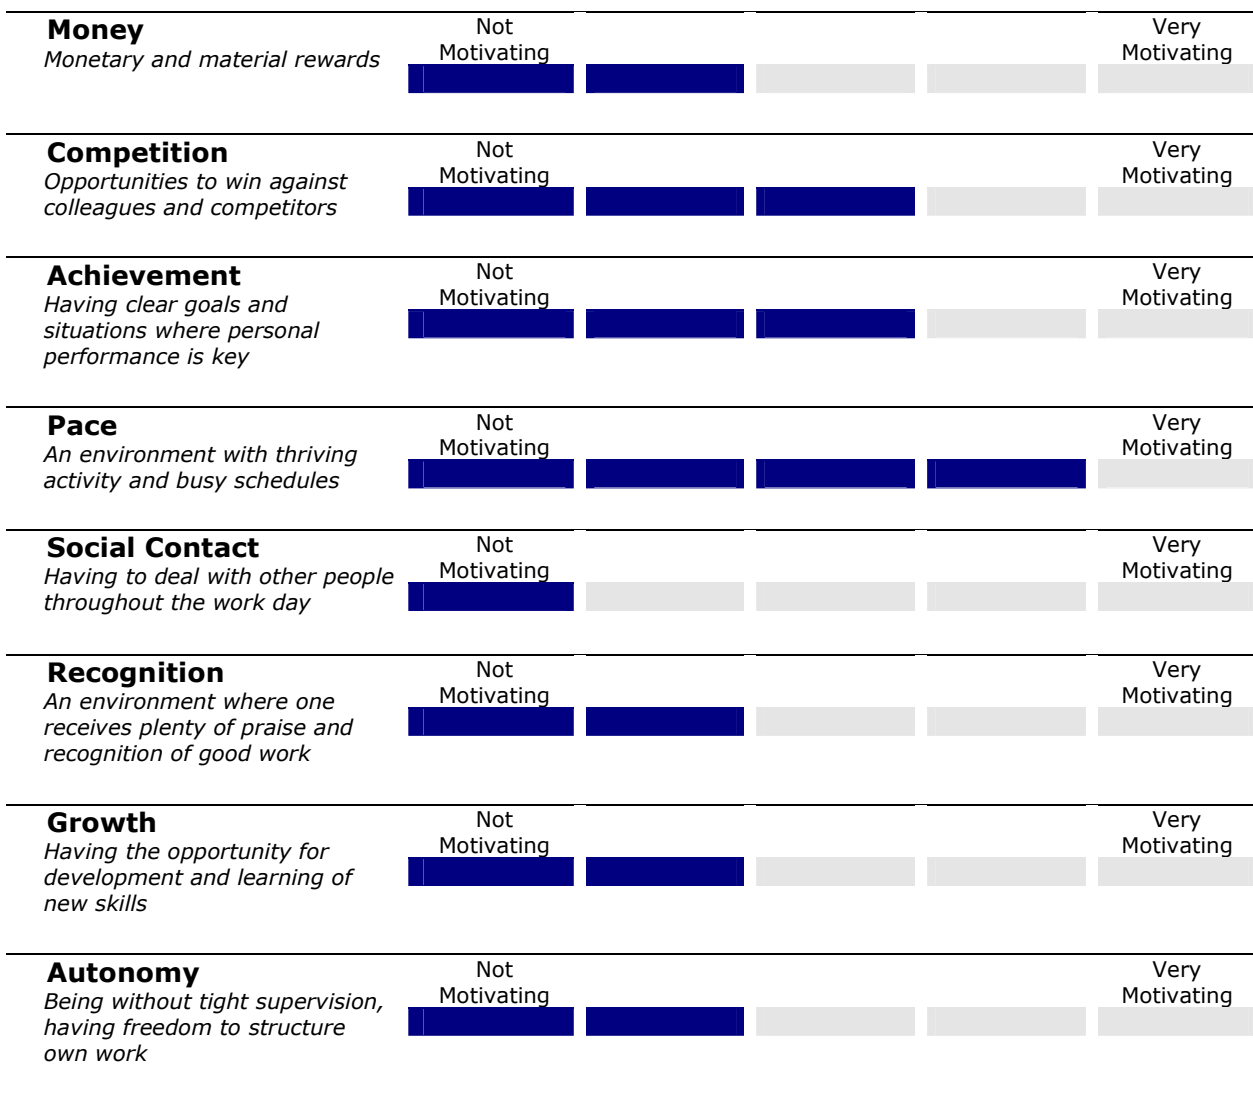 Money
Monetary and material rewards
Not
Motivating
Very
Motivating
Competition
Opportunities to win against
colleagues and competitors
Not
Motivating
Very
Motivating
Achievement
Having clear goals and
situations where personal
performance is key
Not
Motivating
Very
Motivating
Pace
An environment with thriving
activity and busy schedules
Not
Motivating
Very
Motivating
Social Contact
Having to deal with other people
throughout the work day
Not
Motivating
Very
Motivating
Recognition
An environment where one
receives plenty of praise and
recognition of good work
Not
Motivating
Very
Motivating
Growth
Having the opportunity for
development and learning of
new skills
Not
Motivating
Very
Motivating
Autonomy
Being without tight supervision,
having freedom to structure
own work
Not
Motivating
Very
Motivating